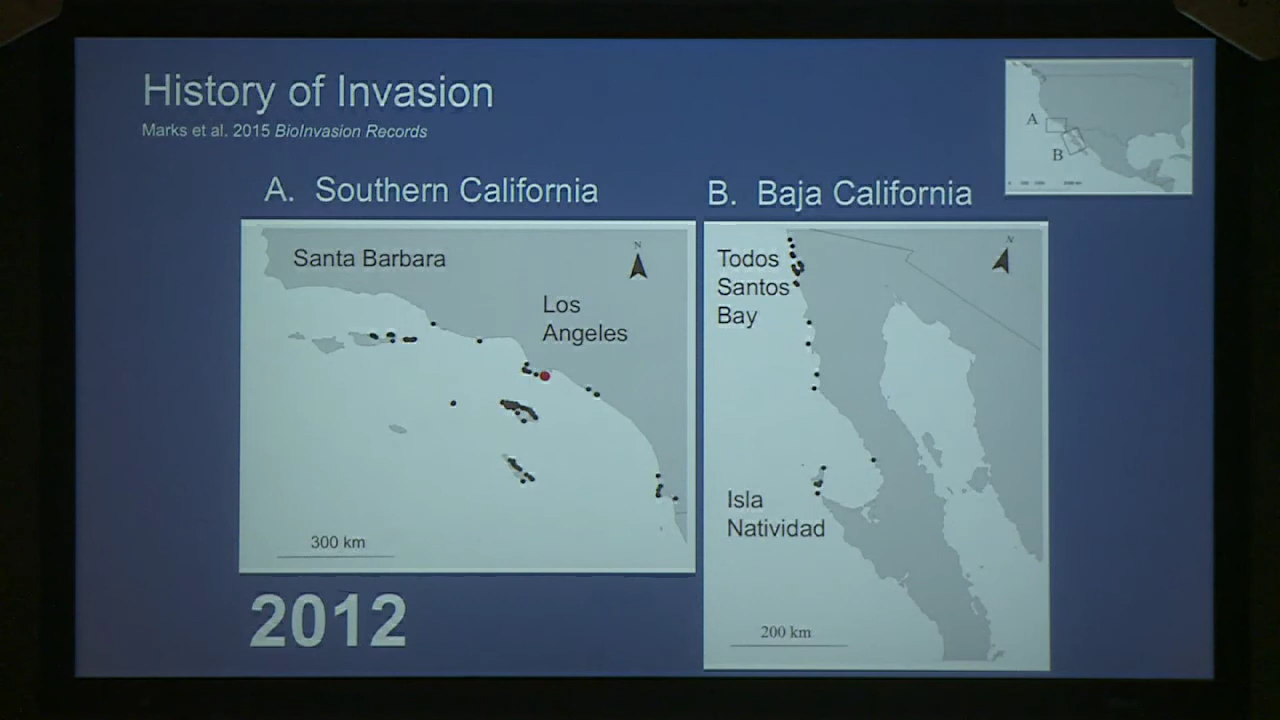 History of Invasion
Marks et al. 2015 BioInvasion Records
A
B
A. Southern California
B. Baja California
Santa Barbara
N
Los
Angeles
300 km
N
Todos
Santos
Bay
Isla
Natividad
200 km
2012